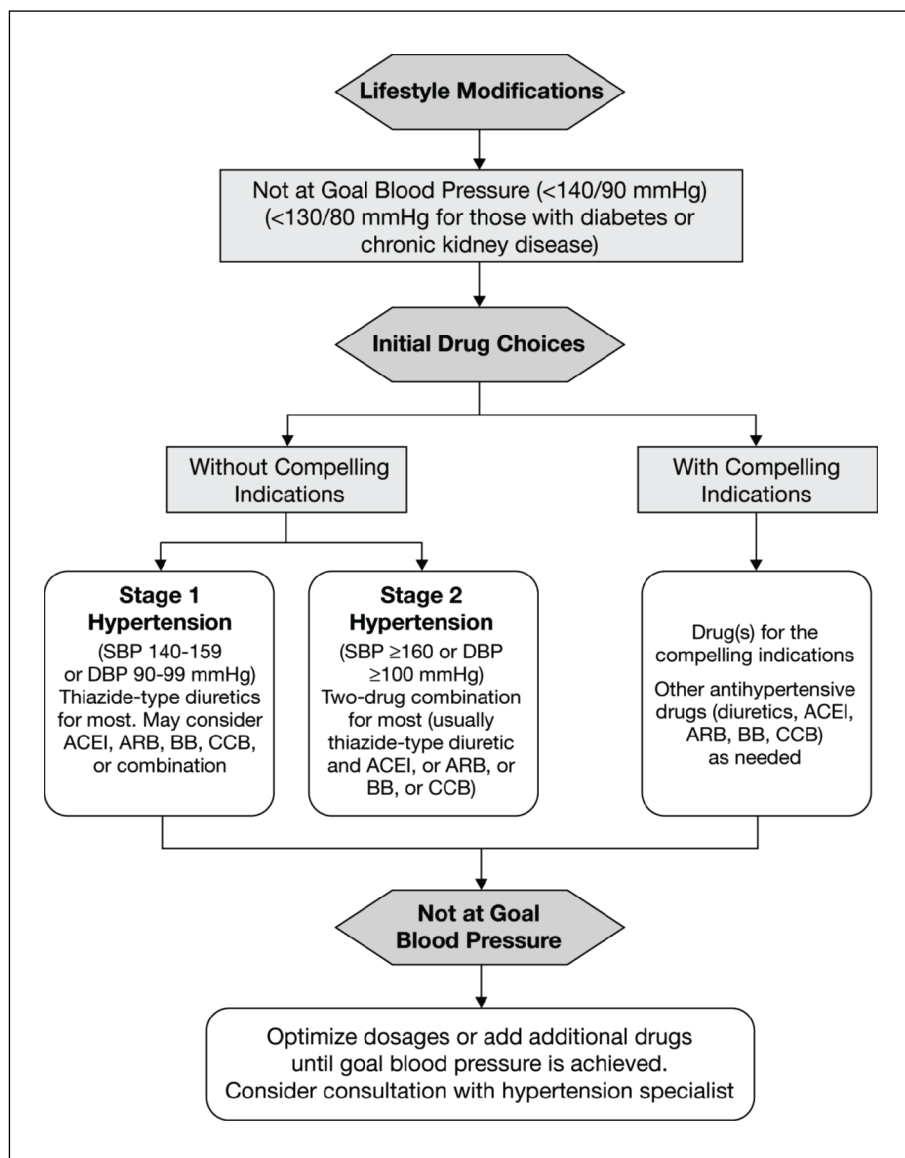 Lifestyle Modifications
Not at Goal Blood Pressure (<140/90 mmHg)
(<130/80 mmHg for those with diabetes or
chronic kidney disease)
Initial Drug Choices
Without Compelling
Indications
With Compelling
Indications
Stage 1
Hypertension
(SBP 140-159
or DBP 90-99 mmHg)
Thiazide-type diuretics
for most. May consider
ACEI, ARB, BB, CCB,
or combination
Stage 2
Hypertension
(SBP ≥160 or DBP
≥100 mmHg)
Two-drug combination
for most (usually
thiazide-type diuretic
and ACEI, or ARB, or
BB, or CCB)
Drug(s) for the
compelling indications
Other antihypertensive
drugs (diuretics, ACEI,
ARB, BB, CCB)
as needed
Not at Goal
Blood Pressure
Optimize dosages or add additional drugs
until goal blood pressure is achieved.
Consider consultation with hypertension specialist